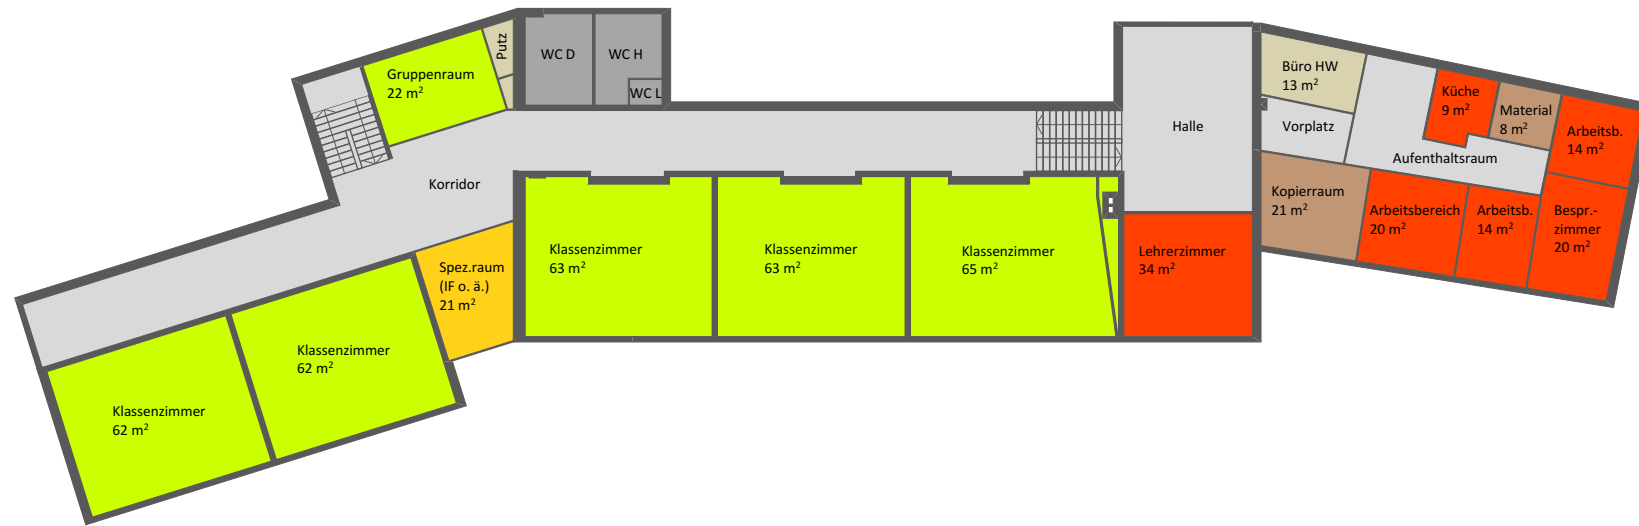 Gruppenraum
22 m²
Putz
WC D
WC H
WC L
Korridor
Spez.raum
(IF o. ä.)
21 m²
Klassenzimmer
62 m²
Klassenzimmer
62 m²
Klassenzimmer
63 m²
Klassenzimmer
63 m²
Klassenzimmer
65 m²
Halle
Lehrerzimmer
34 m²
Büro HW
13 m²
Vorplatz
Küche
9 m²
Material
8 m²
Arbeitsb.
14 m²
Aufenthaltsraum
Kopierraum
21 m²
Arbeitsbereich
20 m²
Arbeitsb.
14 m²
Bespr.-
zimmer
20 m²